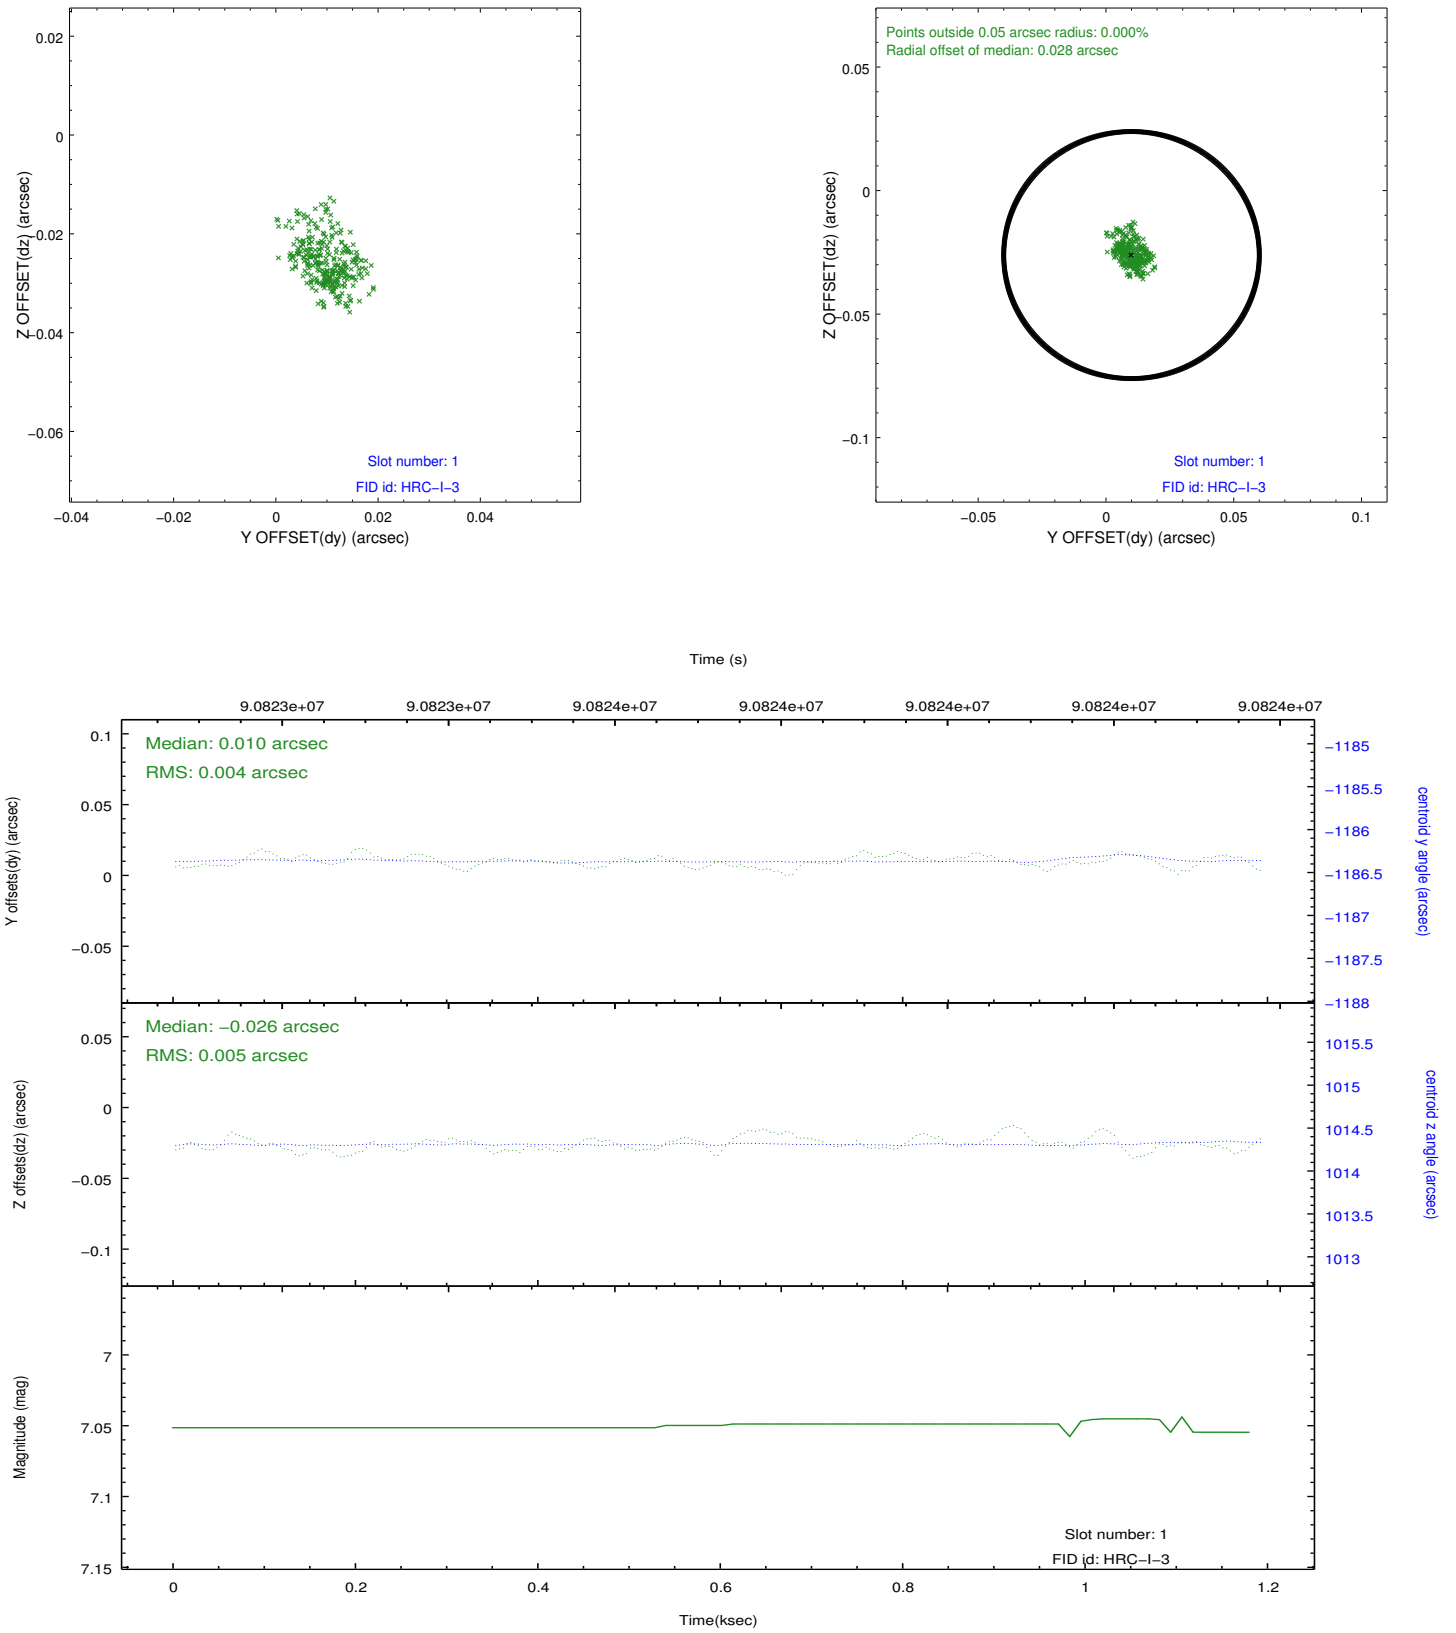 0.02
0
−0.02
−0.04
−0.06
Z OFFSET(dz) (arcsec)
Slot number: 1
FID id: HRC−I−3
−0.04
−0.02
0
0.02
0.04
Y OFFSET(dy) (arcsec)
Points outside 0.05 arcsec radius: 0.000%
Radial offset of median: 0.028 arcsec
0.05
0
−0.05
−0.1
Z OFFSET(dz) (arcsec)
Slot number: 1
FID id: HRC−I−3
−0.05
0
0.05
0.1
Y OFFSET(dy) (arcsec)
Time (s)
9.0823e+07
9.0823e+07
9.0824e+07
9.0824e+07
9.0824e+07
9.0824e+07
9.0824e+07
Median: 0.010 arcsec
RMS: 0.004 arcsec
0.1
0.05
0
−0.05
Y offsets(dy) (arcsec)
−1185
−1185.5
−1186
−1186.5
−1187
−1187.5
−1188
centroid y angle (arcsec)
Median: −0.026 arcsec
RMS: 0.005 arcsec
0.05
0
−0.05
−0.1
Z offsets(dz) (arcsec)
1015.5
1015
1014.5
1014
1013.5
1013
centroid z angle (arcsec)
7
7.05
7.1
7.15
Magnitude (mag)
Slot number: 1
FID id: HRC−I−3
0
0.2
0.4
0.6
0.8
1
1.2
Time(ksec)